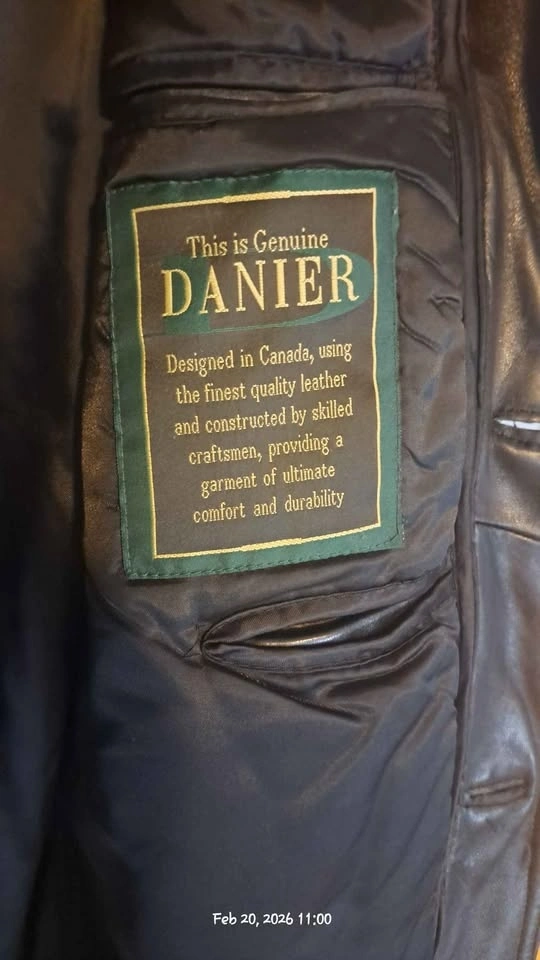 This is Genuine
DANIER
Designed in Canada, using
the finest quality leather
and constructed by skilled
craftsmen, providing a
garment of ultimate
comfort and durability
Feb 20, 2026 11:00